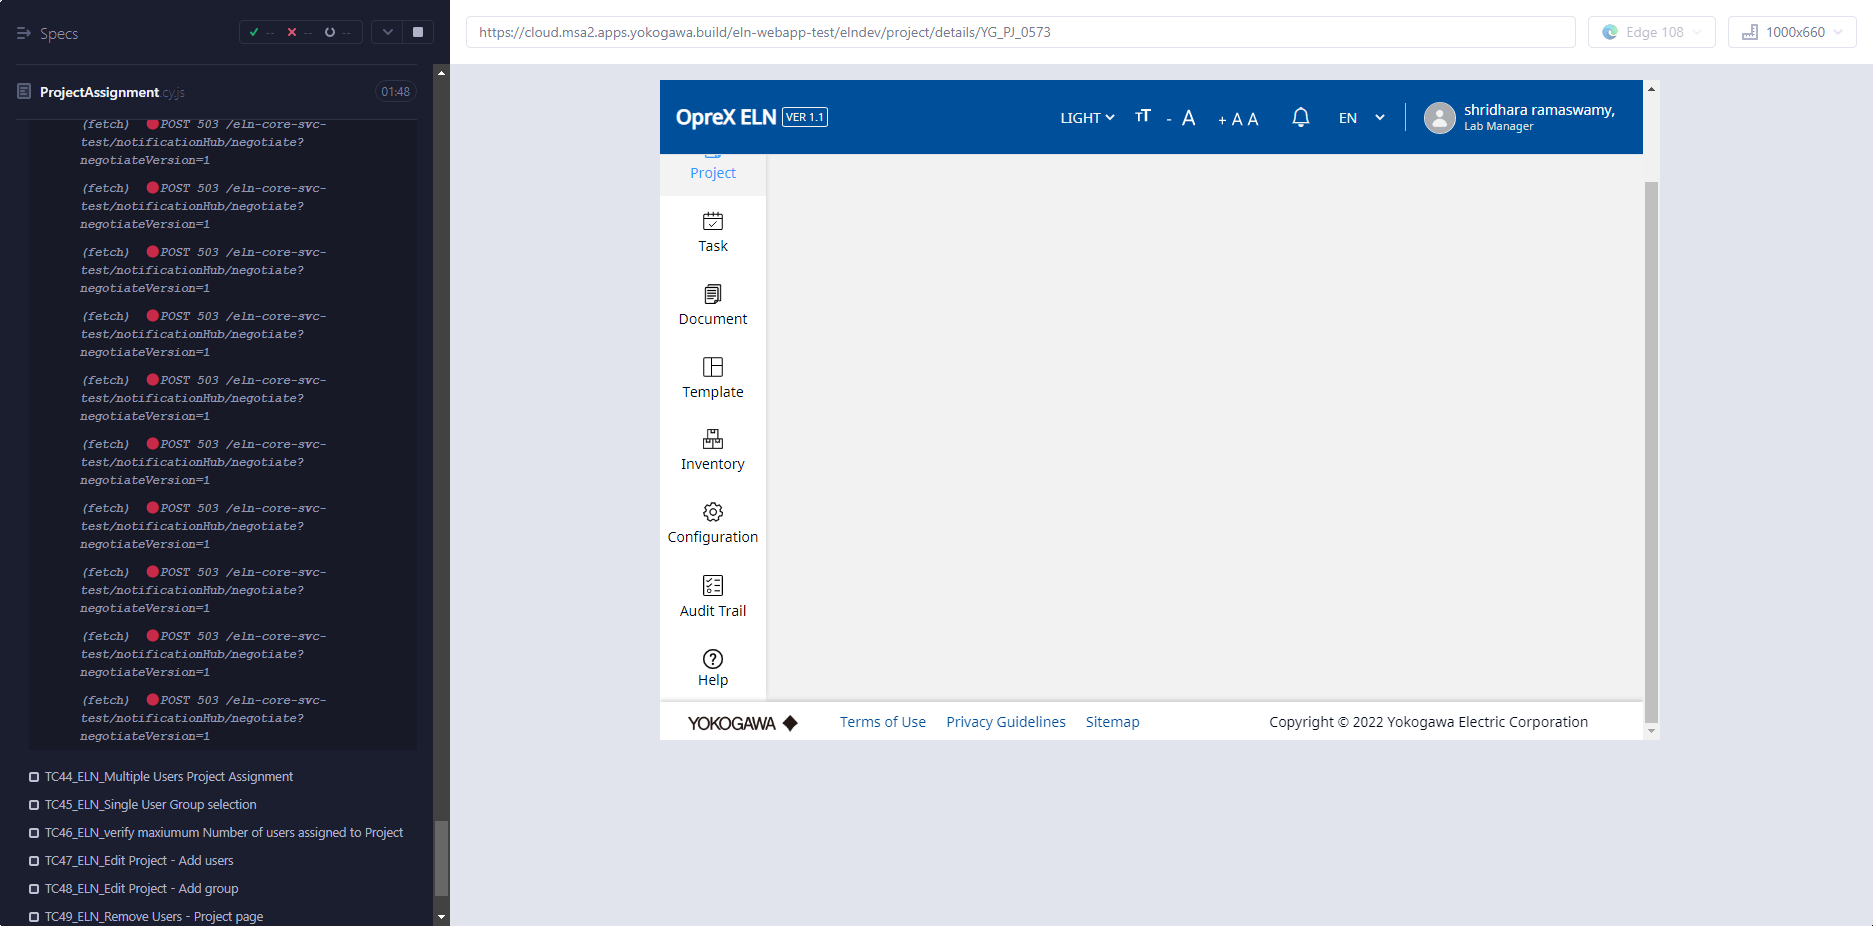 Specs
-- -- --
ProjectAssignment.cy.js 01:48
(fetch) POST 503 /eln-core-svc-
test/notificationHub/negotiate?
negotiateVersion=1
(fetch) POST 503 /eln-core-svc-
test/notificationHub/negotiate?
negotiateVersion=1
(fetch) POST 503 /eln-core-svc-
test/notificationHub/negotiate?
negotiateVersion=1
(fetch) POST 503 /eln-core-svc-
test/notificationHub/negotiate?
negotiateVersion=1
(fetch) POST 503 /eln-core-svc-
test/notificationHub/negotiate?
negotiateVersion=1
(fetch) POST 503 /eln-core-svc-
test/notificationHub/negotiate?
negotiateVersion=1
(fetch) POST 503 /eln-core-svc-
test/notificationHub/negotiate?
negotiateVersion=1
(fetch) POST 503 /eln-core-svc-
test/notificationHub/negotiate?
negotiateVersion=1
(fetch) POST 503 /eln-core-svc-
test/notificationHub/negotiate?
negotiateVersion=1
(fetch) POST 503 /eln-core-svc-
test/notificationHub/negotiate?
negotiateVersion=1
TC44_ELN_Multiple Users Project Assignment
TC45_ELN_Single User Group selection
TC46_ELN_verify maxiumum Number of users assigned to Project
TC47_ELN_Edit Project - Add users
TC48_ELN_Edit Project - Add group
TC49_ELN_Remove Users - Project page
https://cloud.msa2.apps.yokogawa.build/eln-webapp-test/elndev/project/details/YG_PJ_0573
Edge 108
1000x660
OpreX ELN VER 1.1
LIGHT TT - A + A A EN
shridhara ramaswamy,
Lab Manager
Project
Task
Document
Template
Inventory
Configuration
Audit Trail
Help
YOKOGAWA
Terms of Use Privacy Guidelines Sitemap
Copyright © 2022 Yokogawa Electric Corporation